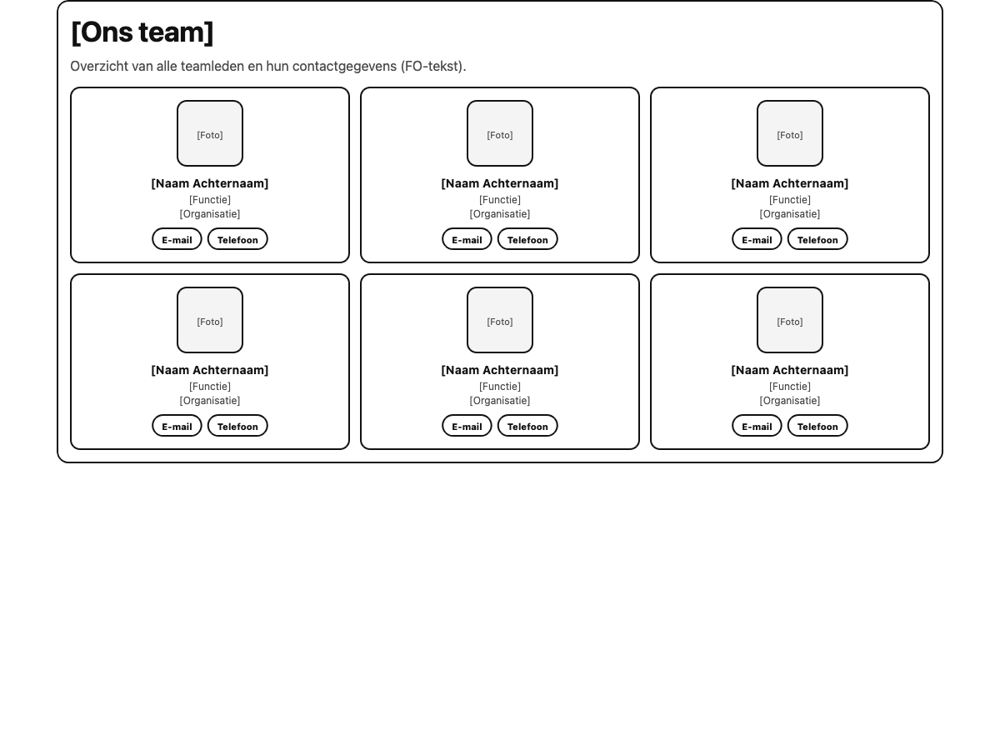 [Ons team]
Overzicht van alle teamleden en hun contactgegevens (FO-tekst).
[Foto] [Foto] [Foto]
[Naam Achternaam] [Naam Achternaam] [Naam Achternaam]
[Functie] [Functie] [Functie]
[Organisatie] [Organisatie] [Organisatie]
E-mail Telefoon E-mail Telefoon E-mail Telefoon
[Foto] [Foto] [Foto]
[Naam Achternaam] [Naam Achternaam] [Naam Achternaam]
[Functie] [Functie] [Functie]
[Organisatie] [Organisatie] [Organisatie]
E-mail Telefoon E-mail Telefoon E-mail Telefoon